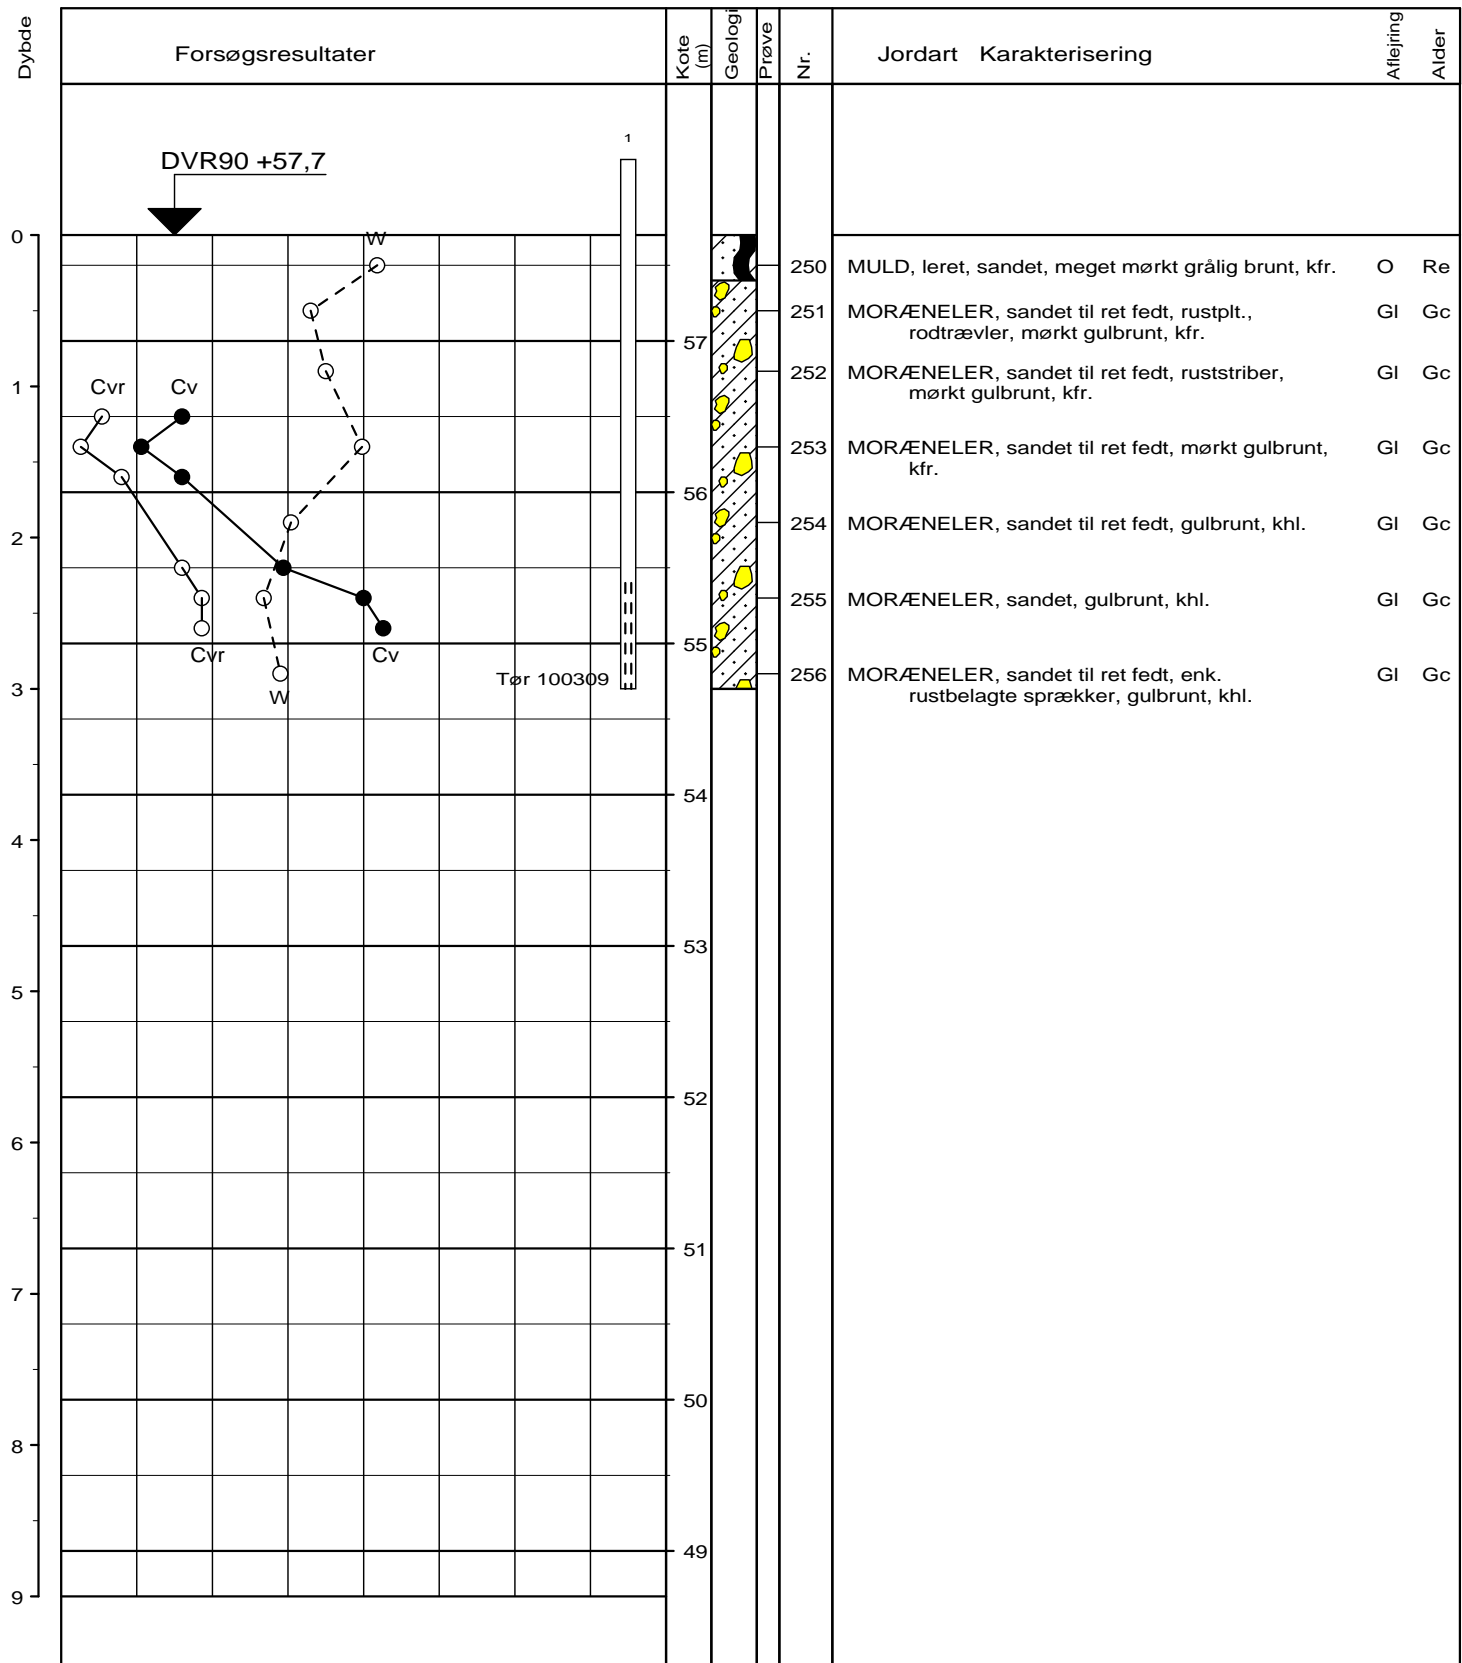 Dybde
Forsøgsresultater
Kote
(m)
Geologi
Prøve
Nr.
Jordart Karakterisering
Aflejring
Alder
1
DVR90 +57,7
0
W
250 MULD, leret, sandet, meget mørkt grålig brunt, kfr. O Re
251 MORÆNELER, sandet til ret fedt, rustplt., Gl Gc
rodtrævler, mørkt gulbrunt, kfr.
57
252 MORÆNELER, sandet til ret fedt, ruststriber, Gl Gc
mørkt gulbrunt, kfr.
1
Cvr Cv
253 MORÆNELER, sandet til ret fedt, mørkt gulbrunt, Gl Gc
kfr.
56
254 MORÆNELER, sandet til ret fedt, gulbrunt, khl. Gl Gc
2
255 MORÆNELER, sandet, gulbrunt, khl. Gl Gc
55
Cvr Cv
Tør 100309
256 MORÆNELER, sandet til ret fedt, enk. Gl Gc
rustbelagte sprækker, gulbrunt, khl.
3
W
54
4
53
5
52
6
51
7
50
8
49
9